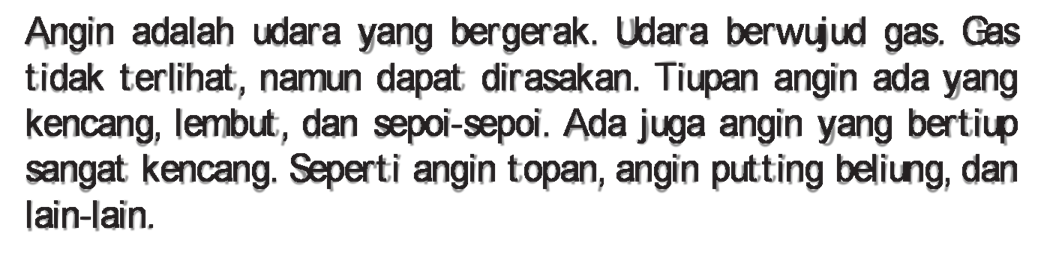 Angin adalah udara yang bergerak. Udara berwujud gas. Gas
tidak terlihat, namun dapat dirasakan. Tiupan angin ada yang
kencang, lembut, dan sepoi-sepoi. Ada juga angin yang bertiup
sangat kencang. Seperti angin topan, angin putting beliung, dan
lain-lain.